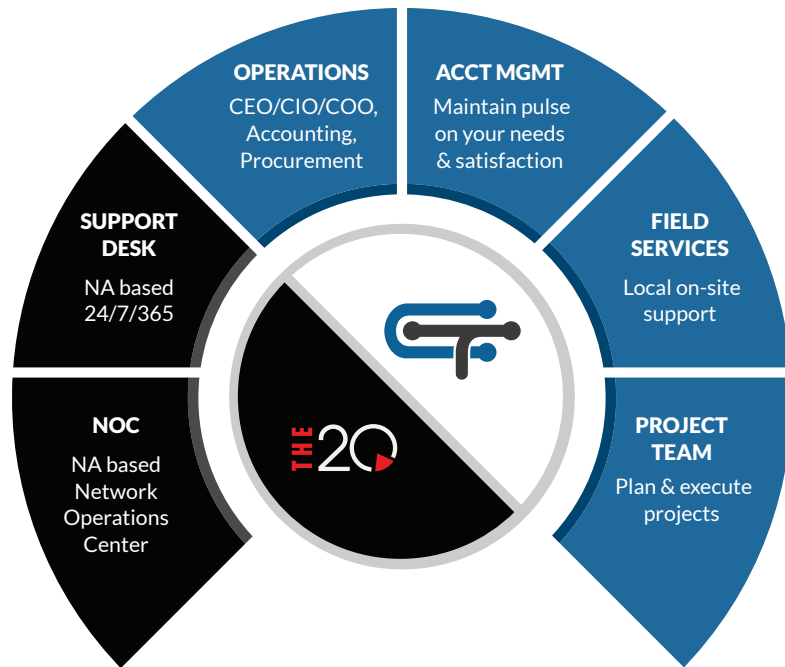 OPERATIONS
CEO/CIO/COO,
Accounting,
Procurement
ACCT MGMT
Maintain pulse
on your needs
& satisfaction
SUPPORT
DESK
NA based
24/7/365
FIELD
SERVICES
Local on-site
support
NOC
NA based
Network
Operations
Center
PROJECT
TEAM
Plan & execute
projects
CT
THE 20